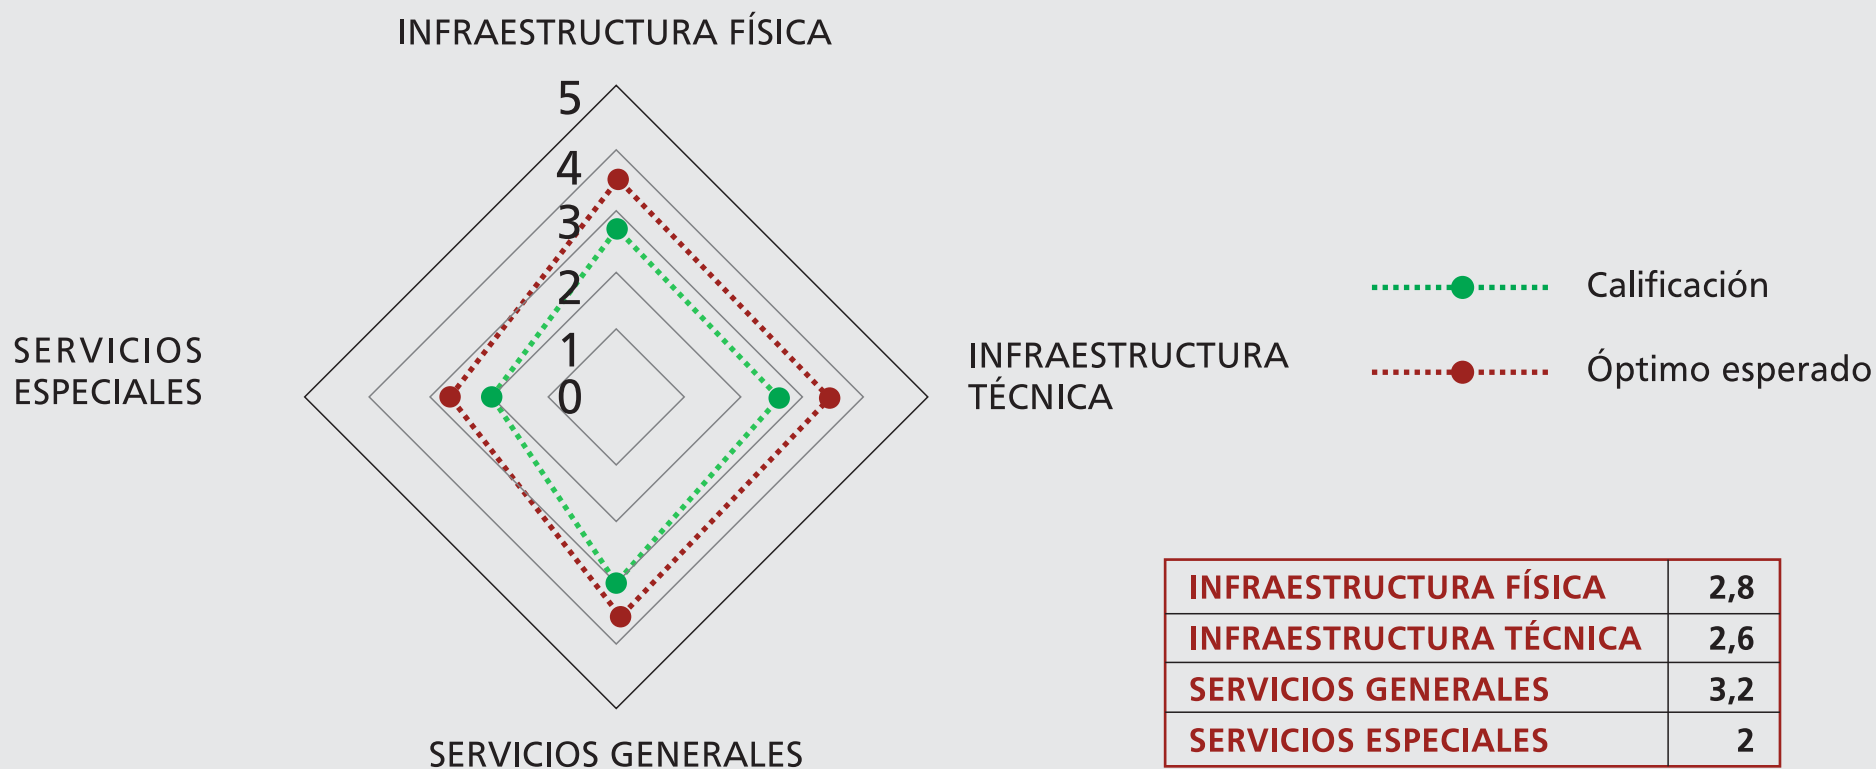 INFRAESTRUCTURA FÍSICA
5
4
3
2
1
0
SERVICIOS
ESPECIALES
INFRAESTRUCTURA
TÉCNICA
SERVICIOS GENERALES
Calificación
Óptimo esperado
INFRAESTRUCTURA FÍSICA 2,8
INFRAESTRUCTURA TÉCNICA 2,6
SERVICIOS GENERALES 3,2
SERVICIOS ESPECIALES 2